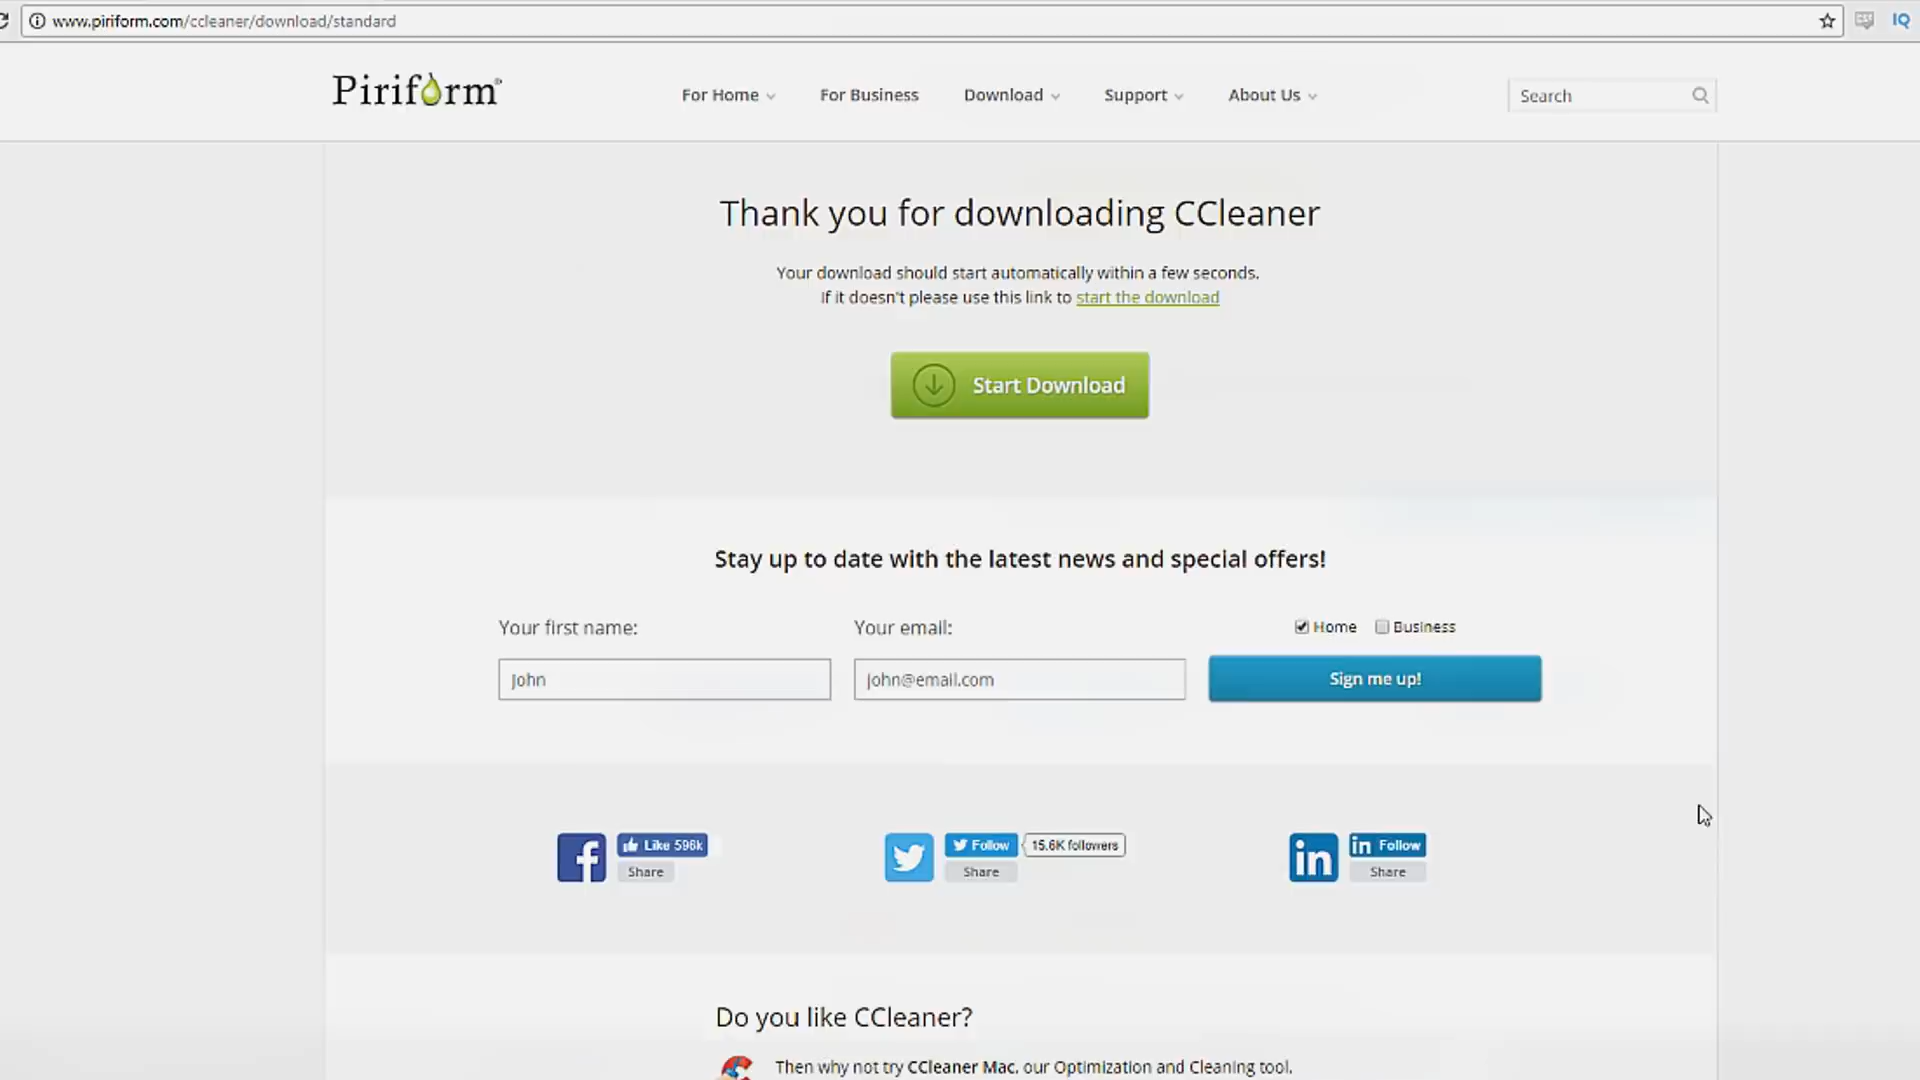 www.piriform.com/ccleaner/download/standard
IQ
Piriform
For Home
For Business
Download
Support
About Us
Search
Thank you for downloading CCleaner
Your download should start automatically within a few seconds.
If it doesn't please use this link to start the download
Start Download
Stay up to date with the latest news and special offers!
Your first name:
Your email:
Home
Business
John
john@email.com
Sign me up!
Like 596k
Share
Follow
15.6K followers
Share
in
in Follow
Share
Do you like CCleaner?
Then why not try CCleaner Mac, our Optimization and Cleaning tool.